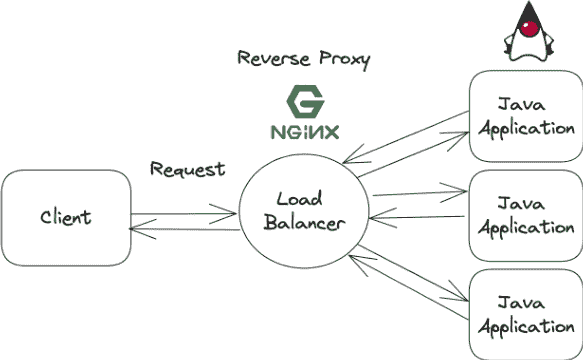 Reverse Proxy
NGiNX
Request
Client
Load
Balancer
Java
Application
Java
Application
Java
Application